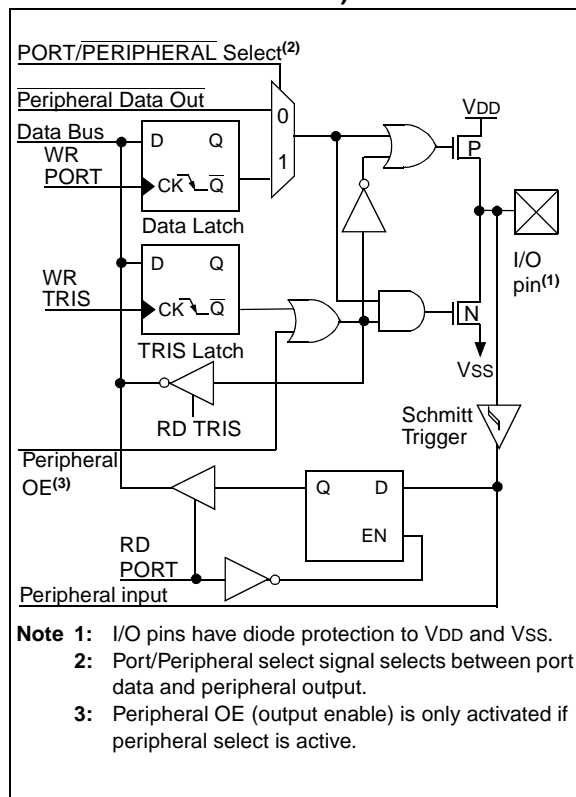 PORT/PERIPHERAL Select(2)
Peripheral Data Out
Data Bus
WR
PORT
D Q
CK Q
Data Latch
0
1
VDD
P
I/O
pin(1)
WR
TRIS
D Q
CK Q
TRIS Latch
N
VSS
RD TRIS
Schmitt
Trigger
Peripheral
OE(3)
Q D
EN
RD
PORT
Peripheral input
Note 1: I/O pins have diode protection to VDD and VSS.
2: Port/Peripheral select signal selects between port
data and peripheral output.
3: Peripheral OE (output enable) is only activated if
peripheral select is active.